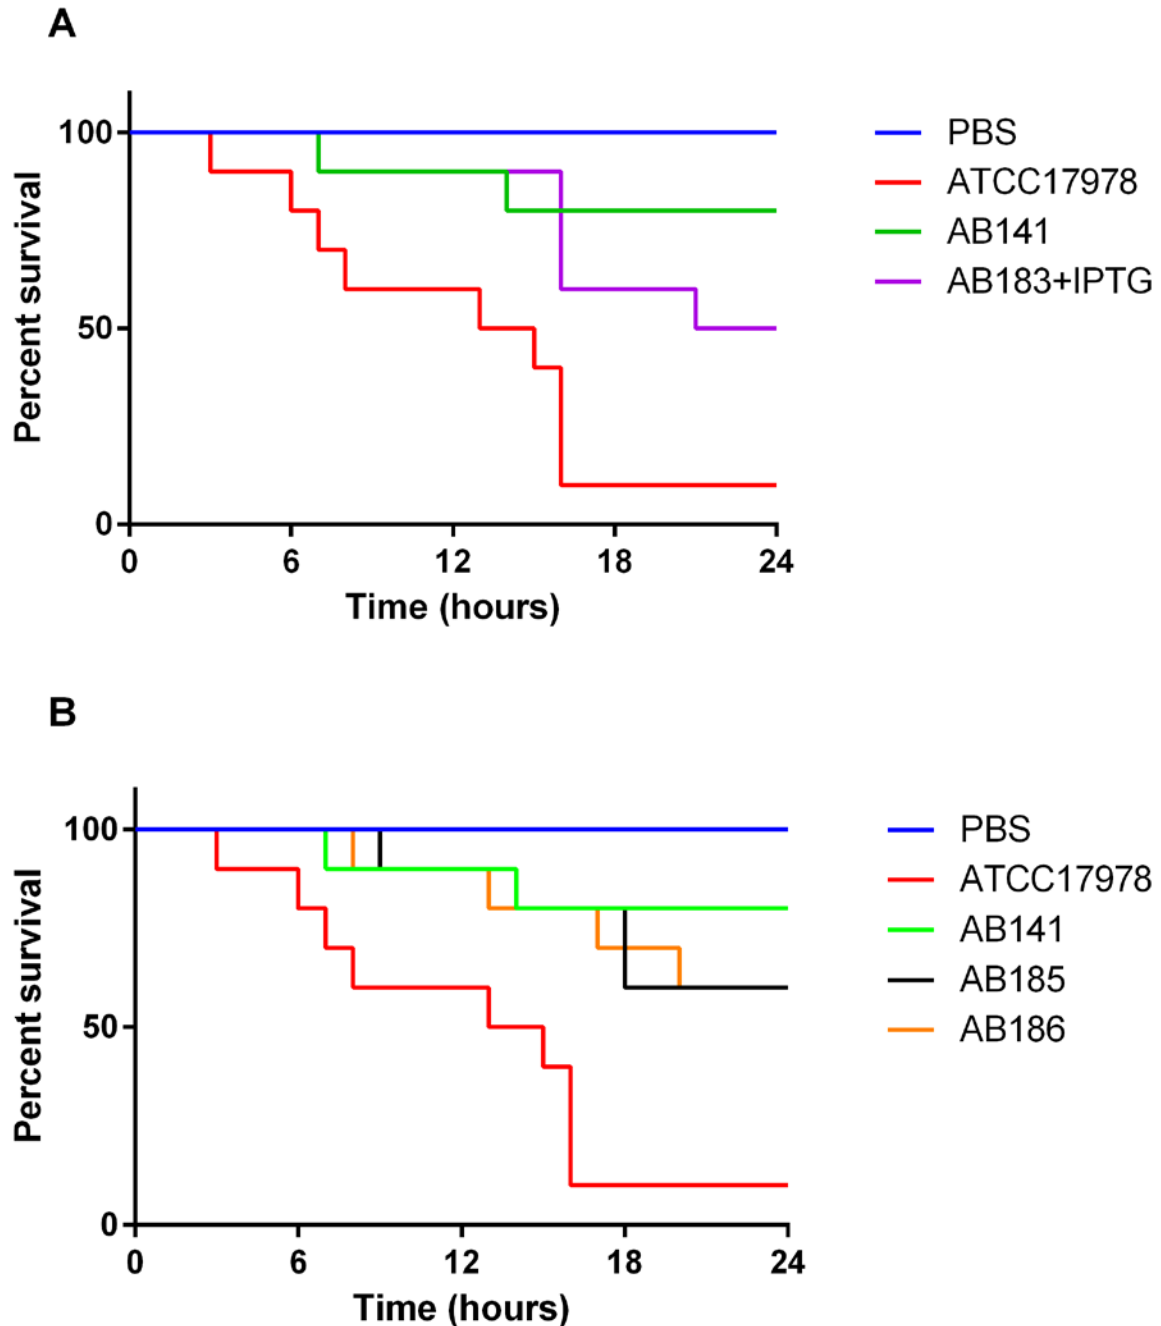 A
Percent survival
100
50
0
0 6 12 18 24
Time (hours)
PBS
ATCC17978
AB141
AB183+IPTG
B
Percent survival
100
50
0
0 6 12 18 24
Time (hours)
PBS
ATCC17978
AB141
AB185
AB186